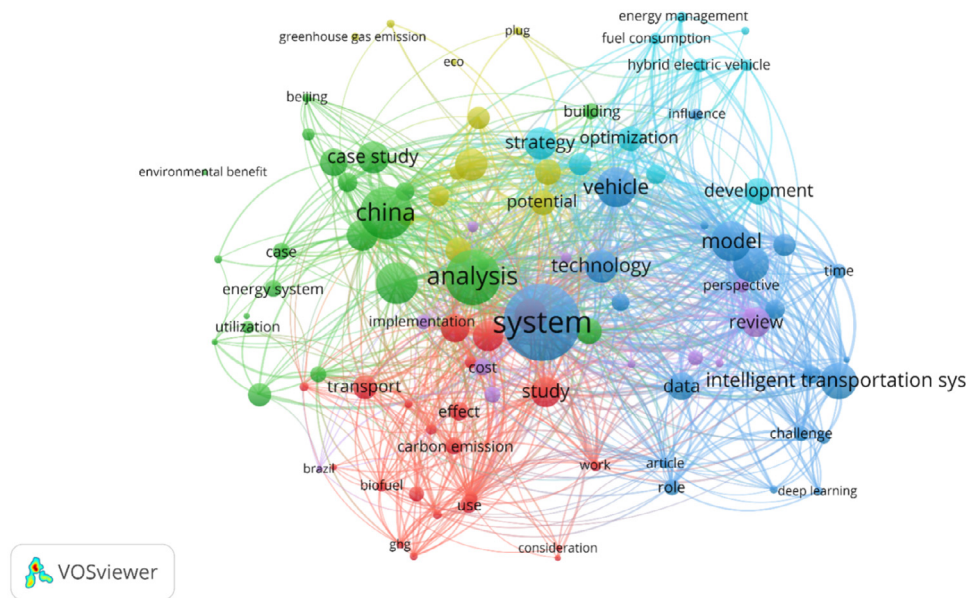 energy management
greenhouse gas emission
plug
fuel consumption
eco
hybrid electric vehicle
beijing
building
influence
strategy
optimization
case study
environmental benefit
vehicle
development
potential
china
model
case
analysis
technology
time
energy system
perspective
utilization
implementation
system
review
cost
transport
study
data
intelligent transportation sys
effect
challenge
carbon emission
brazil
work
article
biofuel
role
deep learning
use
ghg
consideration
VOSviewer